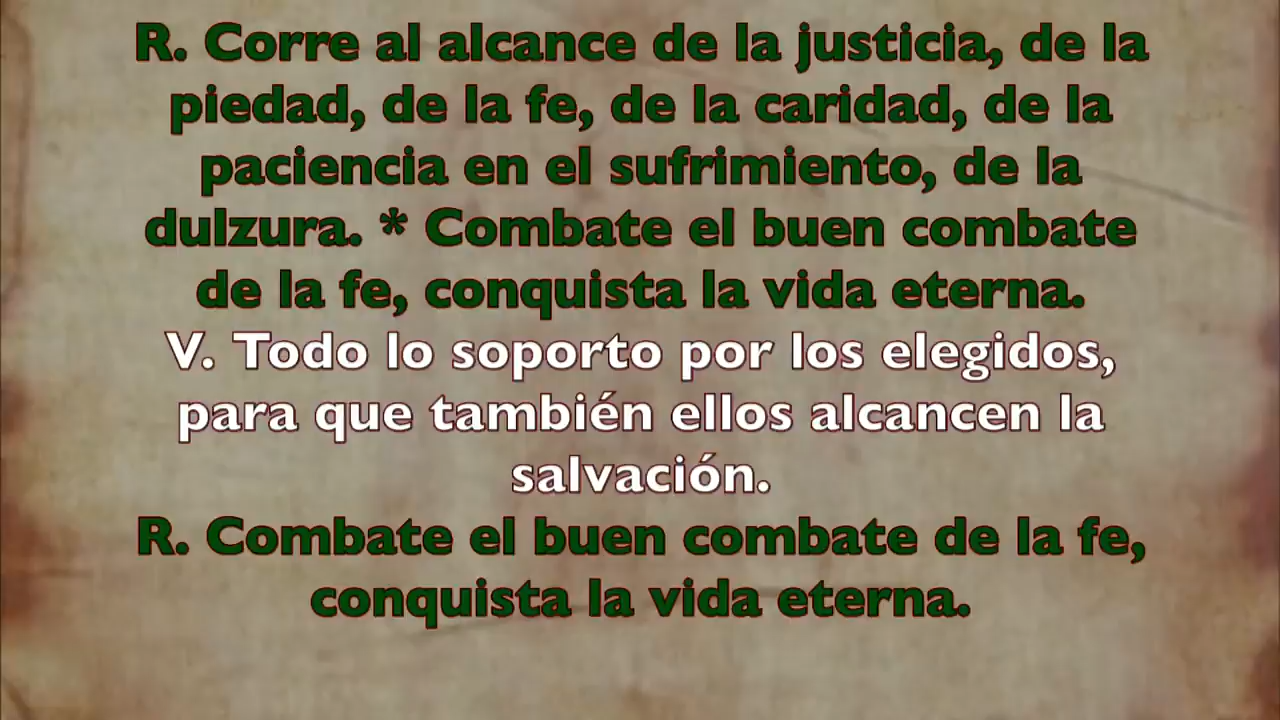 R. Corre al alcance de la justicia, de la
piedad, de la fe, de la caridad, de la
paciencia en el sufrimiento, de la
dulzura. * Combate el buen combate
de la fe, conquista la vida eterna.
V. Todo lo soporto por los elegidos,
para que también ellos alcancen la
salvación.
R. Combate el buen combate de la fe,
conquista la vida eterna.